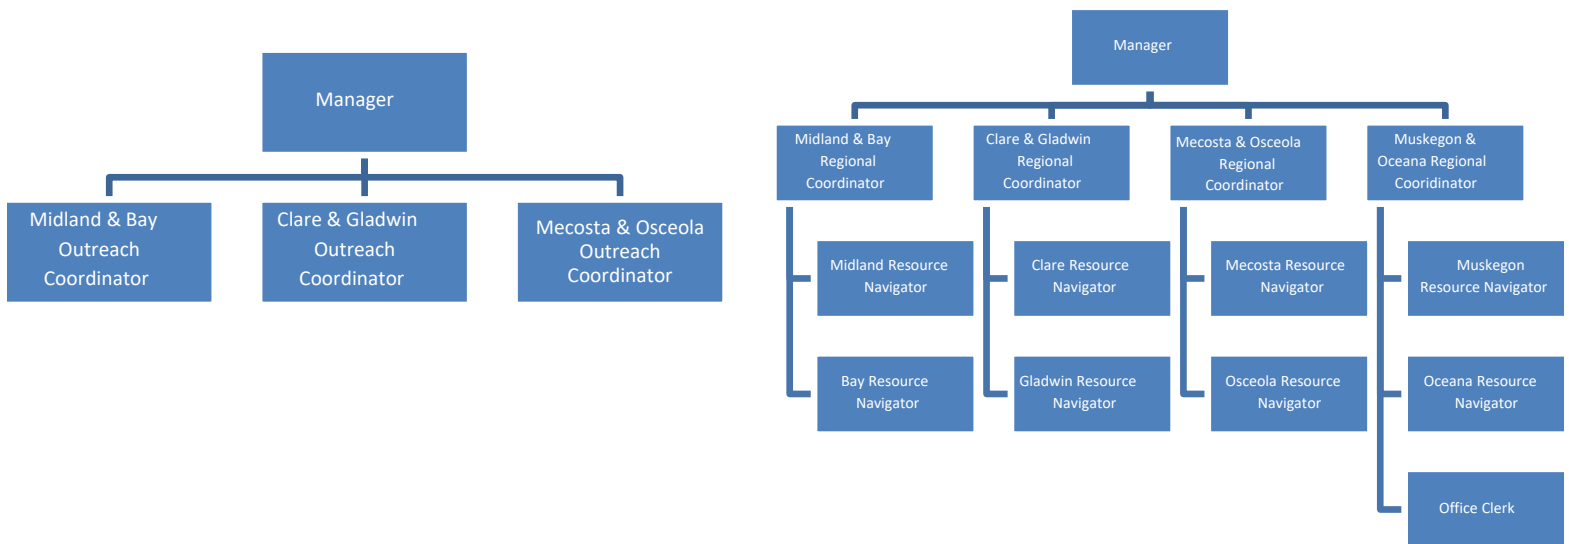 Manager
Midland & Bay
Outreach
Coordinator
Clare & Gladwin
Outreach
Coordinator
Mecosta & Osceola
Outreach
Coordinator
Manager
Midland & Bay
Regional
Coordinator
Midland Resource
Navigator
Bay Resource
Navigator
Clare & Gladwin
Regional
Coordinator
Clare Resource
Navigator
Gladwin Resource
Navigator
Mecosta & Osceola
Regional
Coordinator
Mecosta Resource
Navigator
Osceola Resource
Navigator
Muskegon &
Oceana Regional
Cooridinator
Muskegon
Resource Navigator
Oceana Resource
Navigator
Office Clerk